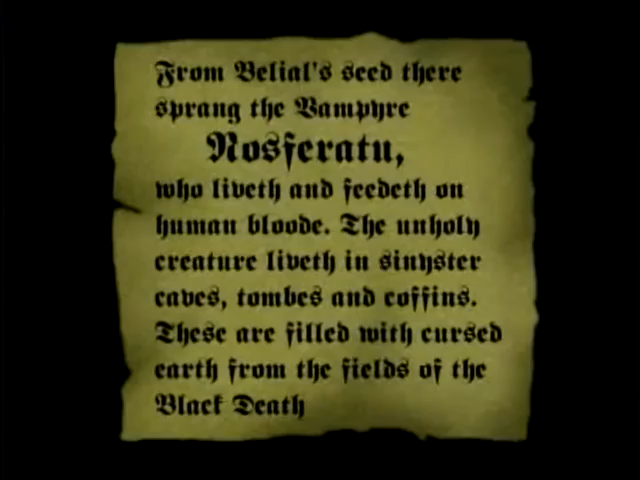 From Belial's seed there
sprang the Vampyre
Nosferatu,
who liveth and feedeth on
human bloode. The unholy
creature liveth in sinyster
caves, tombes and coffins.
These are filled with cursed
earth from the fields of the
Black Death